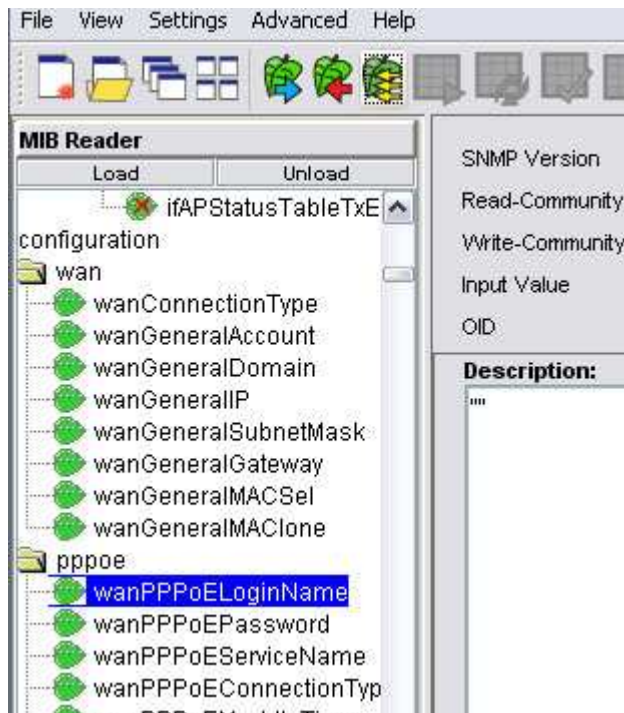 File View Settings Advanced Help
MIB Reader
Load Unload
ifAPStatusTableTxE
configuration
wan
wanConnectionType
wanGeneralAccount
wanGeneralDomain
wanGeneralIP
wanGeneralSubnetMask
wanGeneralGateway
wanGeneralMACSel
wanGeneralMAClone
pppoe
wanPPPoELoginName
wanPPPoEPassword
wanPPPoEServiceName
wanPPPoEConnectionTyp
SNMP Version
Read-Community
Write-Community
Input Value
OID
Description:
""